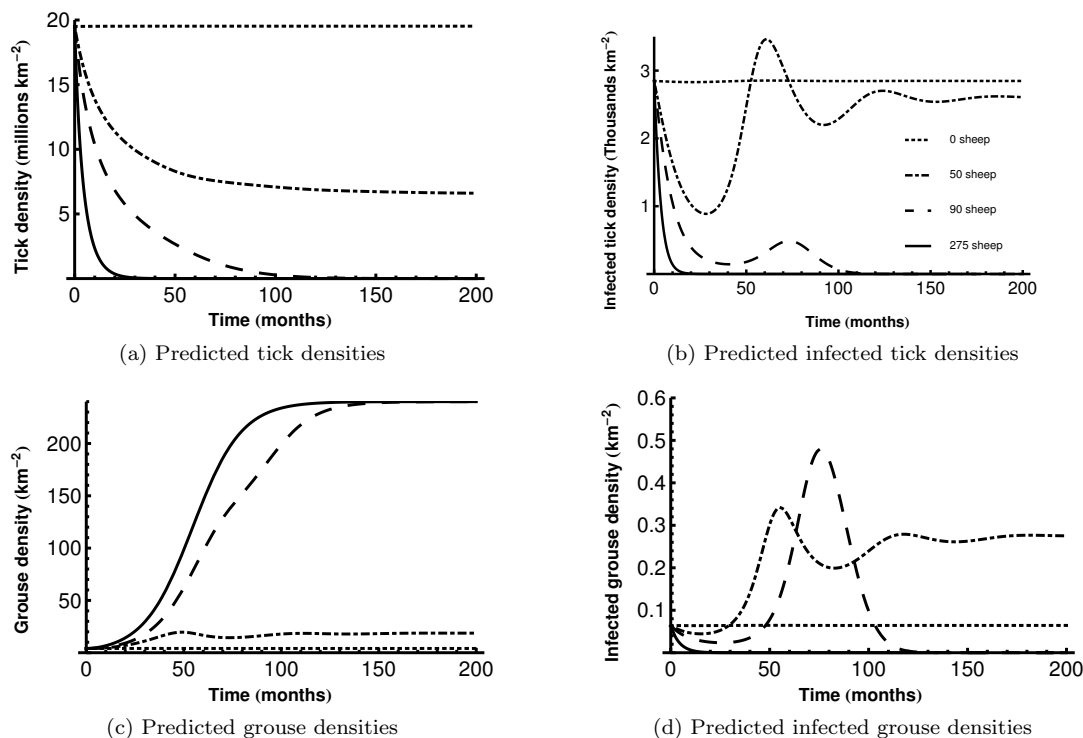 Tick density (millions km⁻²)
20
15
10
5
0 50 100 150 200
Time (months)
(a) Predicted tick densities
Infected tick density (Thousands km⁻²)
3
2
1
0 50 100 150 200
0 sheep
50 sheep
90 sheep
275 sheep
Time (months)
(b) Predicted infected tick densities
Grouse density (km⁻²)
200
150
100
50
0 50 100 150 200
Time (months)
(c) Predicted grouse densities
Infected grouse density (km⁻²)
0.6
0.5
0.4
0.3
0.2
0.1
0 50 100 150 200
Time (months)
(d) Predicted infected grouse densities